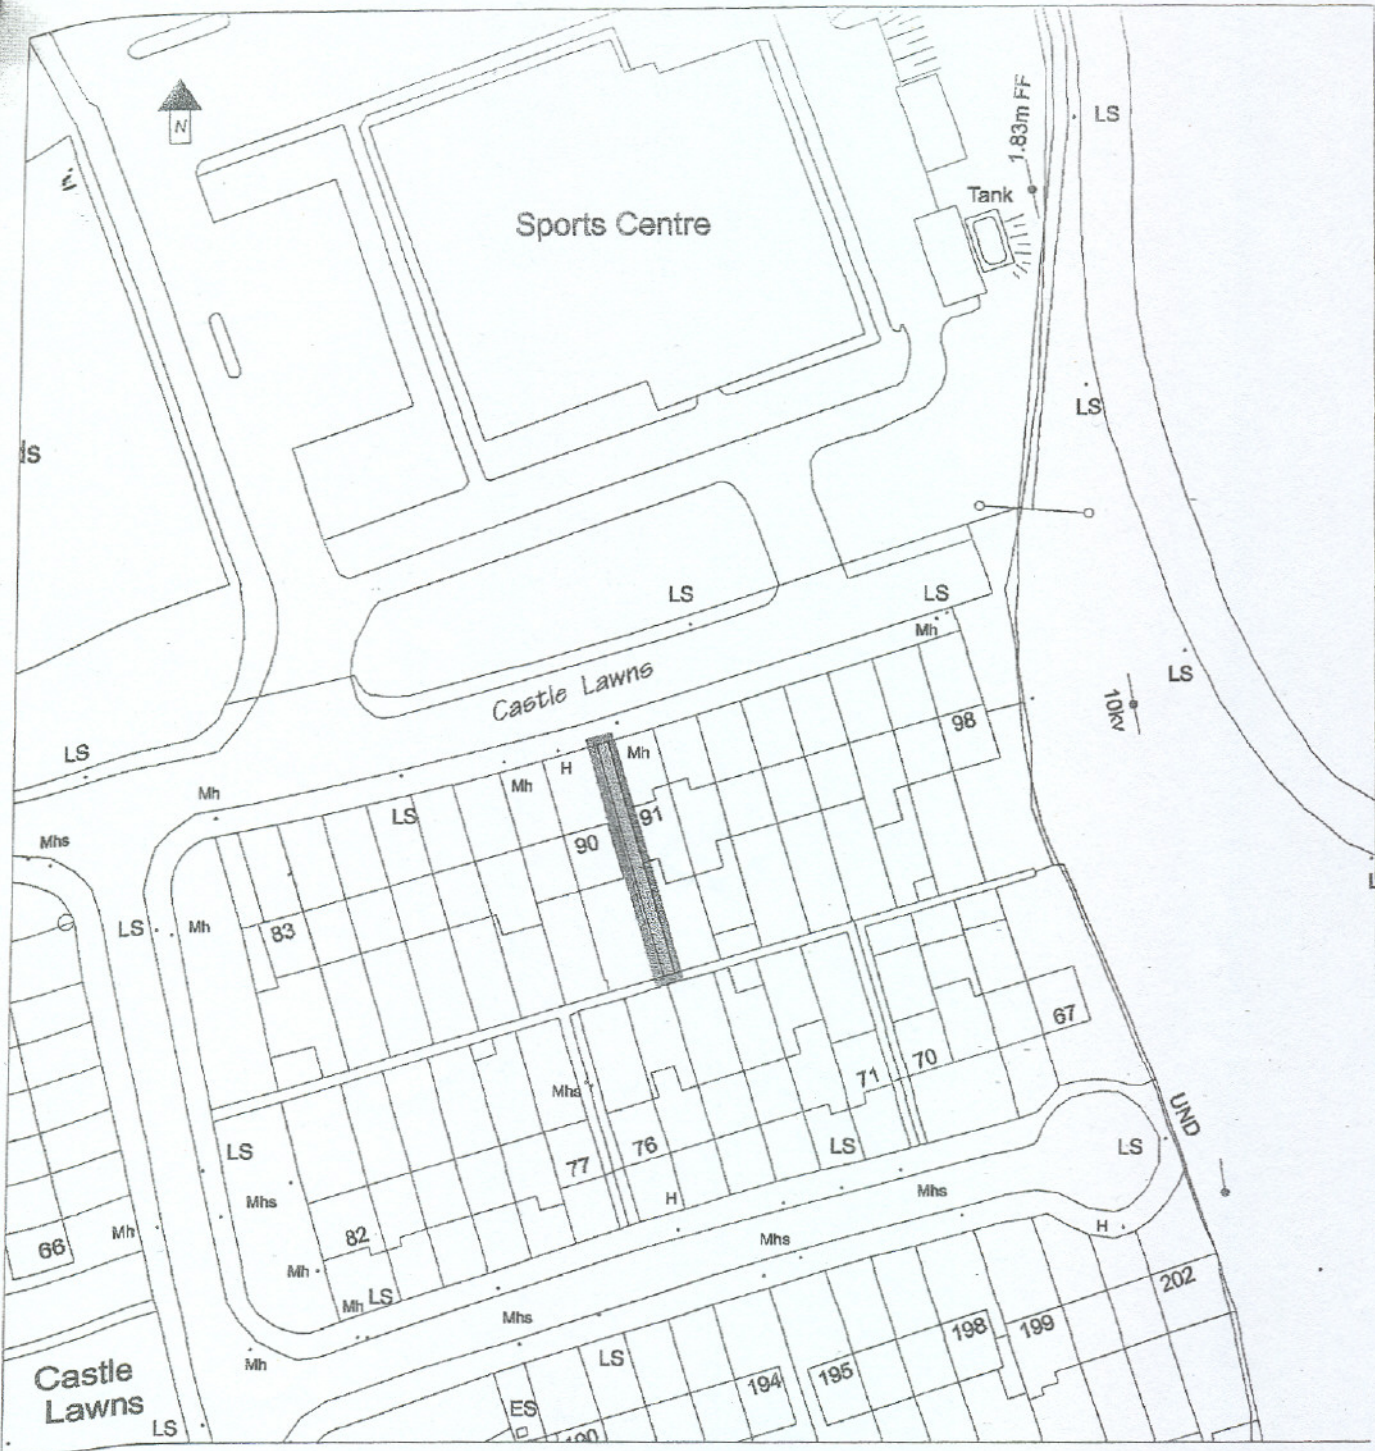 N
LS
1.83m FF
Tank
Sports Centre
LS
ls
LS
LS
Mh
Castle Lawns
LS
10kv
98
LS
Mh
H
Mh
Mh
LS
91
90
Mhs
LS
Mh
83
67
70
71
Mhs
UND
LS
76
LS
LS
77
H
Mhs
Mhs
82
Mh
66
H
Mhs
Mh
202
LS
Mh
Mhs
198
199
Mh
LS
Castle
Lawns
194
195
LS
ES
190